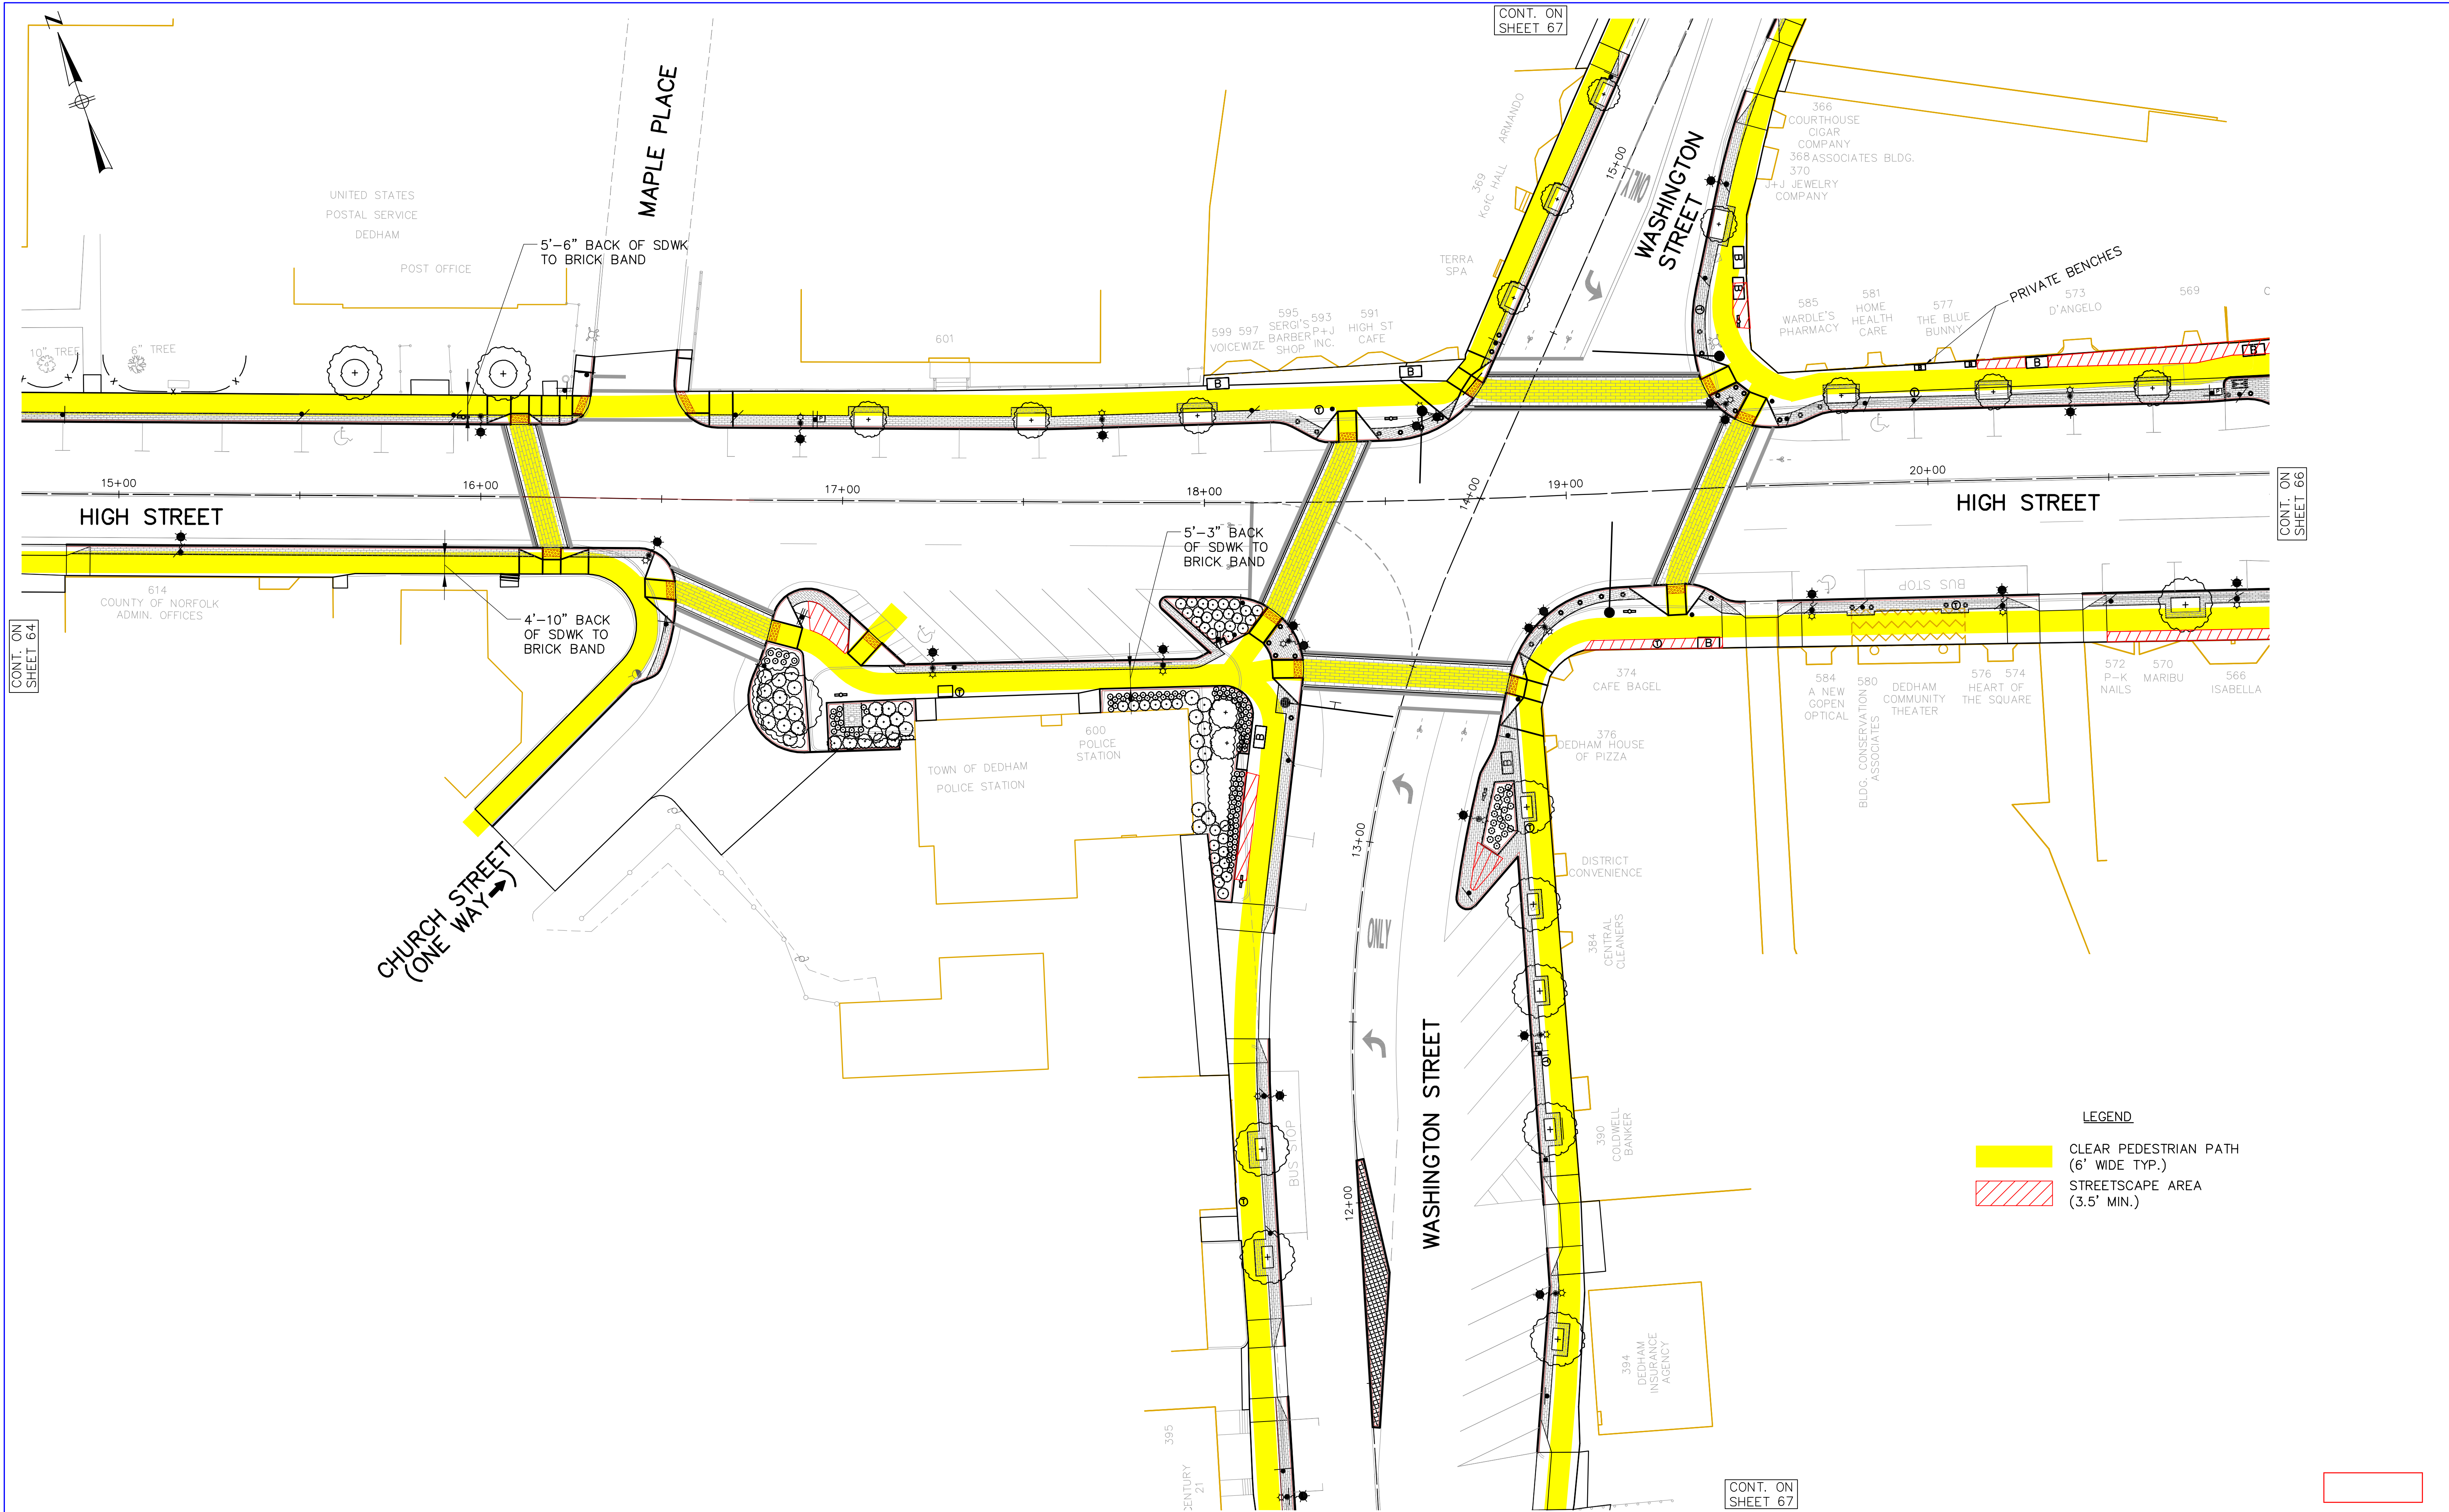 CONT. ON
SHEET 67
MAPLE PLACE
UNITED STATES
POSTAL SERVICE
DEDHAM
POST OFFICE
5'-6" BACK OF SDWK
TO BRICK BAND
10" TREE
6" TREE
601
599
597
VOICEWIZE
595
SERGI'S
BARBER
SHOP
593
P+J
INC.
591
HIGH ST
CAFE
TERRA
SPA
369
KofC HALL
ARMANDO
15+00
ONLY
WASHINGTON
STREET
366
COURTHOUSE
CIGAR
COMPANY
368 ASSOCIATES BLDG.
370
J+J JEWELRY
COMPANY
PRIVATE BENCHES
585
WARDLE'S
PHARMACY
581
HOME
HEALTH
CARE
577
THE BLUE
BUNNY
573
D'ANGELO
569
B
B
B
B
B
B
15+00
16+00
17+00
18+00
14+00
19+00
20+00
HIGH STREET
HIGH STREET
CONT. ON
SHEET 66
CONT. ON
SHEET 64
614
COUNTY OF NORFOLK
ADMIN. OFFICES
4'-10" BACK
OF SDWK TO
BRICK BAND
5'-3" BACK
OF SDWK TO
BRICK BAND
BUS STOP
B
B
B
374
CAFE BAGEL
584
A NEW
GOPEN
OPTICAL
580
BLDG. CONSERVATION
ASSOCIATES
DEDHAM
COMMUNITY
THEATER
576
574
HEART OF
THE SQUARE
572
P-K
NAILS
570
MARIBU
566
ISABELLA
600
POLICE
STATION
TOWN OF DEDHAM
POLICE STATION
376
DEDHAM HOUSE
OF PIZZA
13+00
DISTRICT
CONVENIENCE
CHURCH STREET
(ONE WAY)
ONLY
384
CENTRAL
CLEANERS
WASHINGTON STREET
BUS STOP
12+00
390
COLDWELL
BANKER
394
DEDHAM
INSURANCE
AGENCY
395
CENTURY
21
LEGEND
CLEAR PEDESTRIAN PATH
(6' WIDE TYP.)
STREETSCAPE AREA
(3.5' MIN.)
CONT. ON
SHEET 67